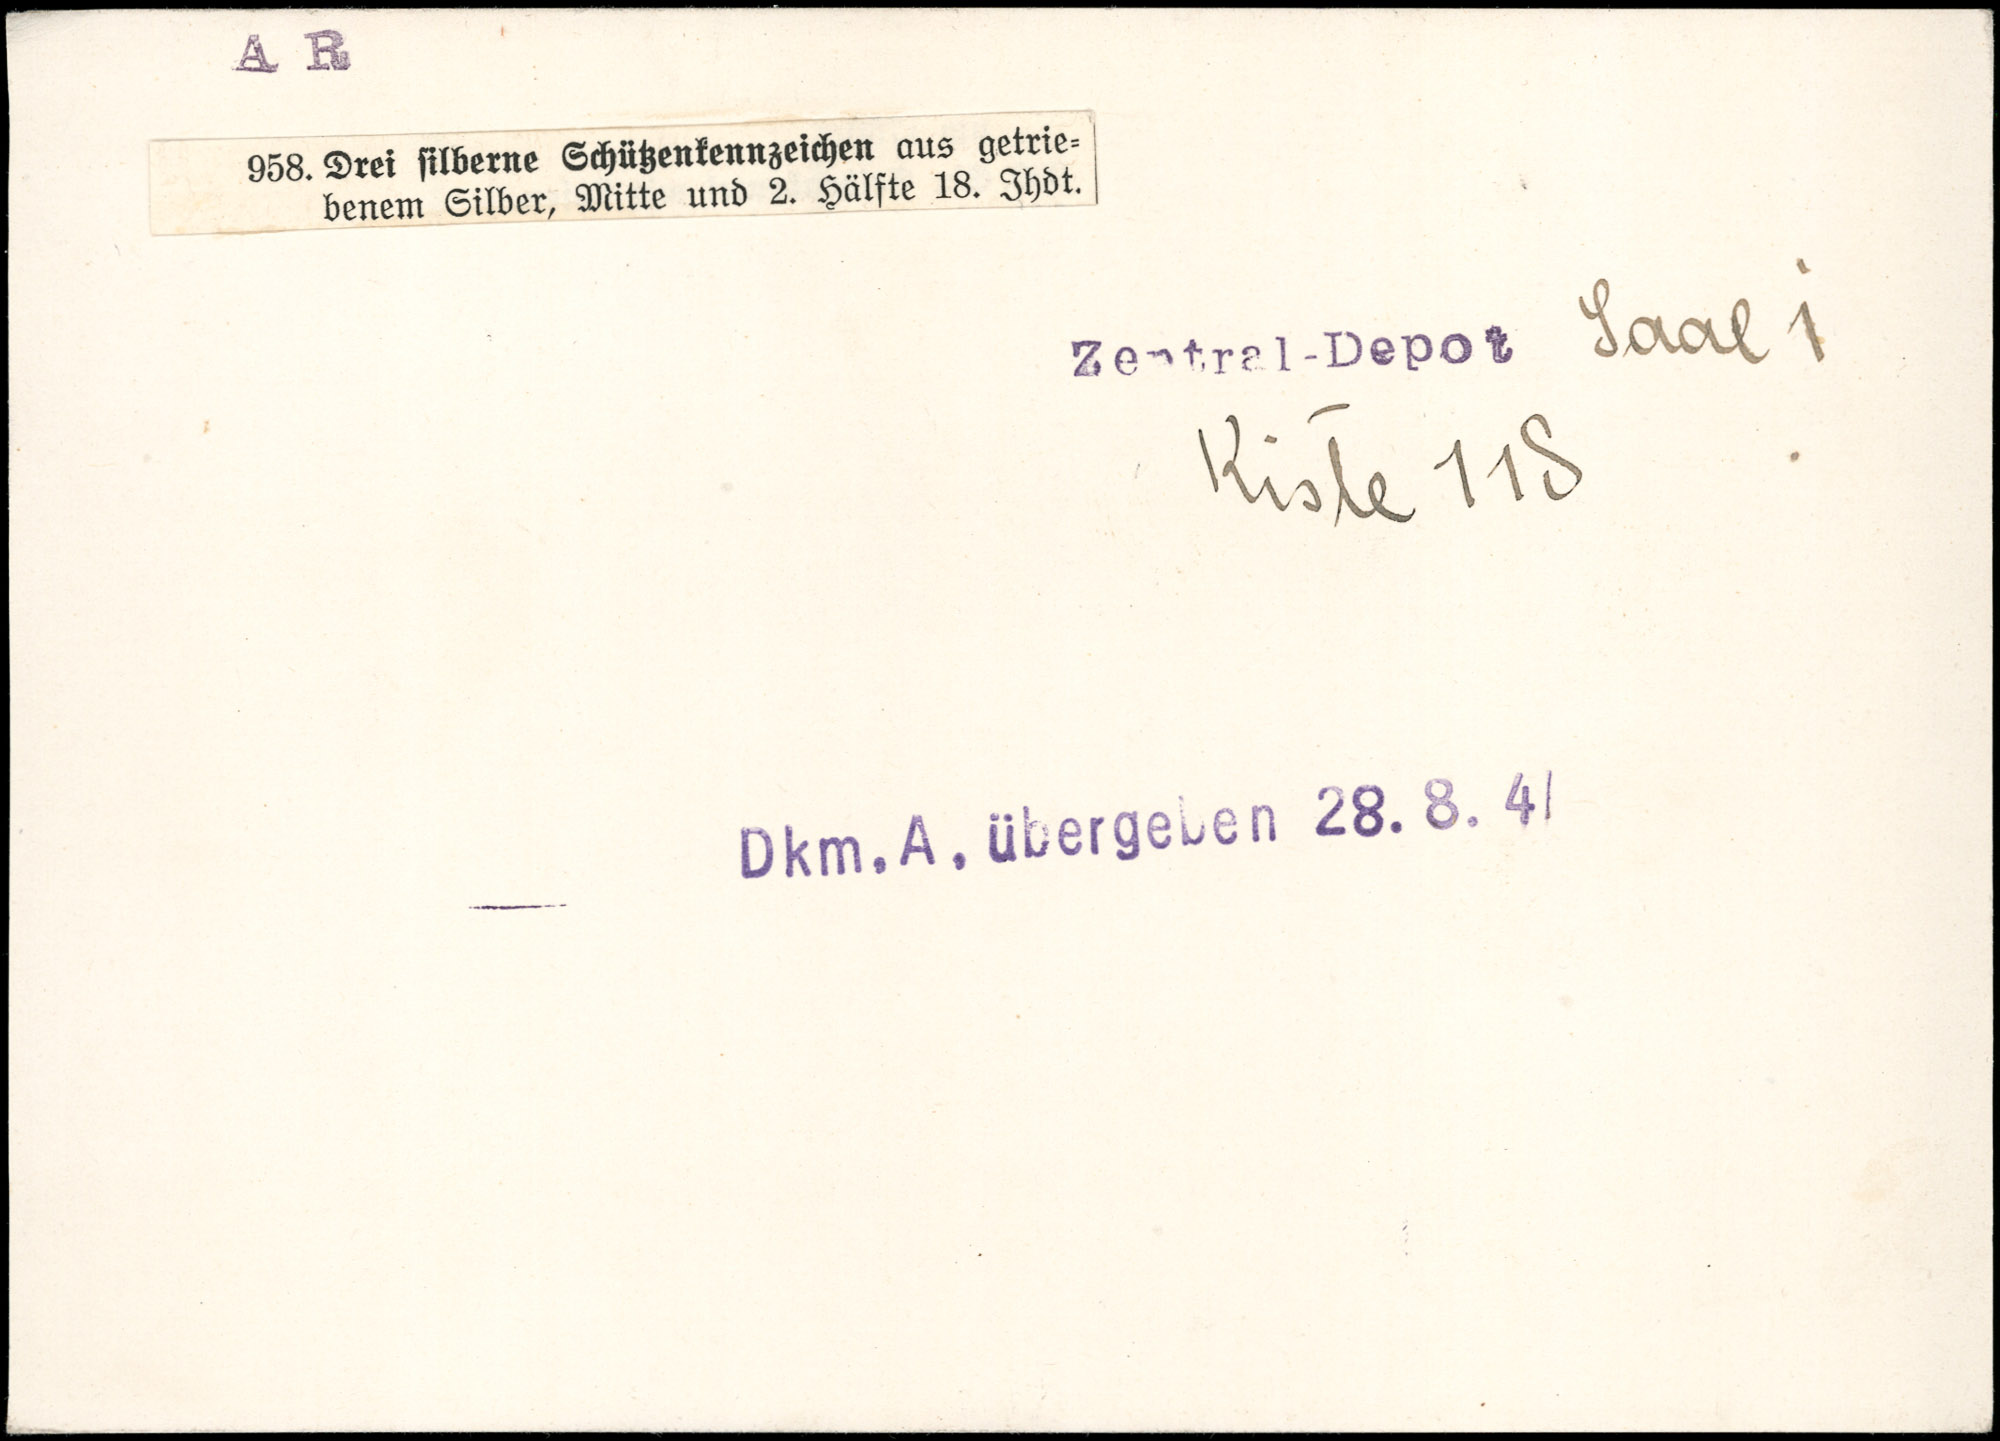 A R
958. Drei silberne Schützenkennzeichen aus getrie-
benem Silber, Mitte und 2. Hälfte 18. Jhdt.
Zentral-Depot Saal 1
Kiste 118
Dkm. A. übergeben 28. 8. 41